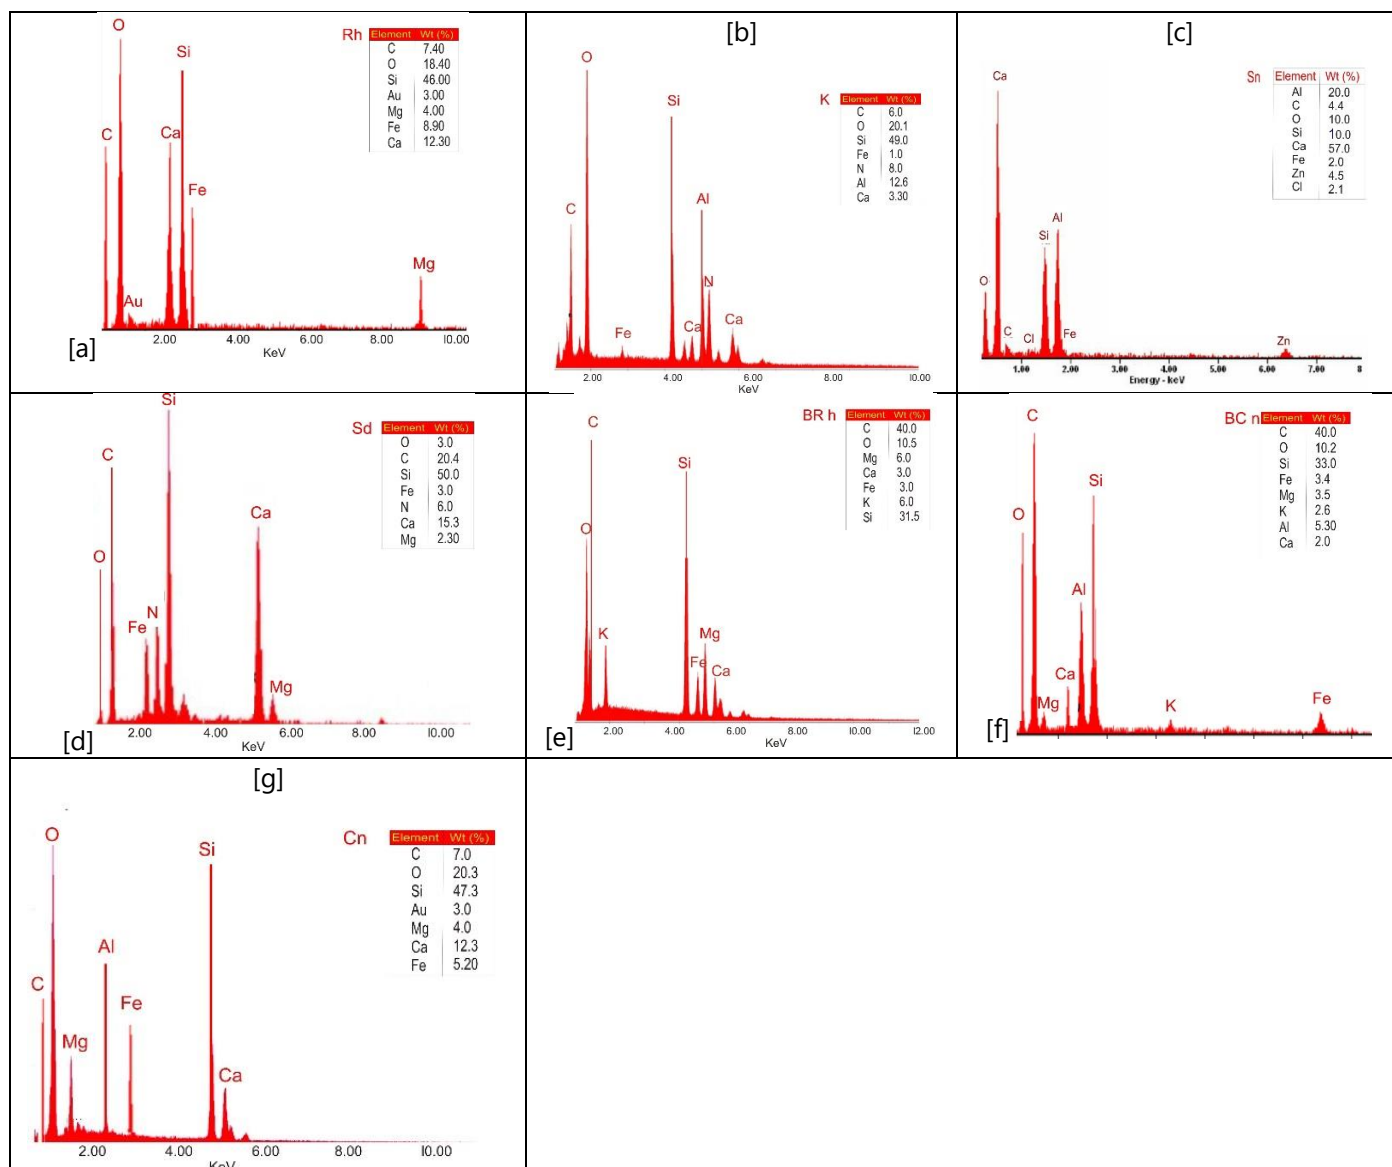 Rh
Element Wt (%)
C 7.40
O 18.40
Si 46.00
Au 3.00
Mg 4.00
Fe 8.90
Ca 12.30
O
Si
C
Ca
Fe
Au
Mg
2.00 4.00 6.00 8.00 10.00
KeV
[a]
[b]
K
Element Wt (%)
C 6.0
O 20.1
Si 49.0
Fe 1.0
N 8.0
Al 12.6
Ca 3.30
O
Si
C
Al
N
Fe
Ca
Ca
2.00 4.00 6.00 8.00 10.00
KeV
[c]
Sn
Element Wt (%)
Al 20.0
C 4.4
O 10.0
Si 10.0
Ca 57.0
Fe 2.0
Zn 4.5
Cl 2.1
Ca
O
Si
Al
C
Cl
Fe
Zn
1.00 2.00 3.00 4.00 5.00 6.00 7.00 8
Energy - keV
Sd
Element Wt (%)
O 3.0
C 20.4
Si 50.0
Fe 3.0
N 6.0
Ca 15.3
Mg 2.30
Si
C
Ca
O
N
Fe
Mg
2.00 4.00 6.00 8.00 10.00
KeV
[d]
BR h
Element Wt (%)
C 40.0
O 10.5
Mg 6.0
Ca 3.0
Fe 3.0
K 6.0
Si 31.5
C
Si
O
K
Mg
Fe
Ca
2.00 4.00 6.00 8.00 10.00 12.00
KeV
[e]
BC n
Element Wt (%)
C 40.0
O 10.2
Si 33.0
Fe 3.4
Mg 3.5
K 2.6
Al 5.30
Ca 2.0
C
Si
O
Al
Ca
Mg
K
Fe
[f]
[g]
Cn
Element Wt (%)
C 7.0
O 20.3
Si 47.3
Au 3.0
Mg 4.0
Ca 12.3
Fe 5.20
O
Si
Al
C
Fe
Mg
Ca
2.00 4.00 6.00 8.00 10.00
KeV